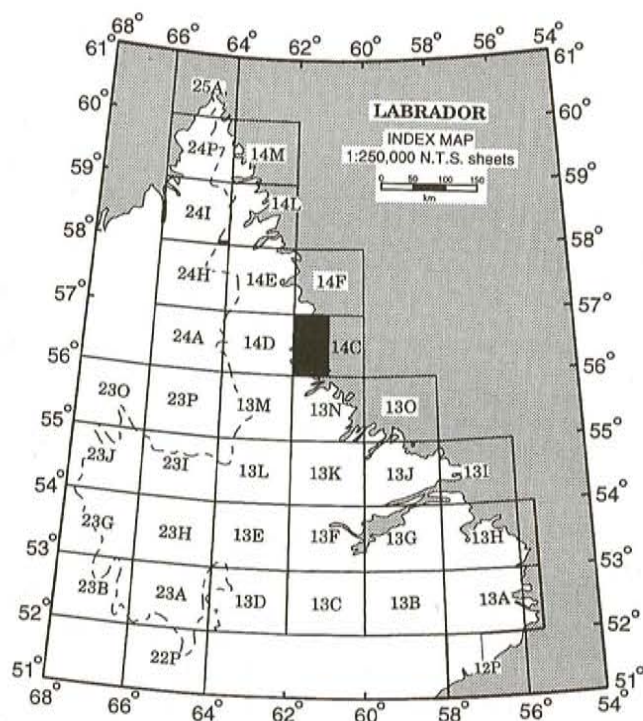 68° 66° 64° 62° 60° 58° 56° 54°
61° 61°
25A
60° 60°
LABRADOR
INDEX MAP
1:250,000 N.T.S. sheets
0 50 100 150
km
24P 14M
59° 59°
24I 14L
58° 58°
24H 14E 14F
57° 57°
24A 14D 14C
56° 56°
23O 23P 13M 13N 13O
55° 55°
23J 23I 13L 13K 13J 13I
54° 54°
23G 23H 13E 13F 13G 13H
53° 53°
23B 23A 13D 13C 13B 13A
52° 52°
22P 12P
51° 51°
68° 66° 64° 62° 60° 58° 56° 54°